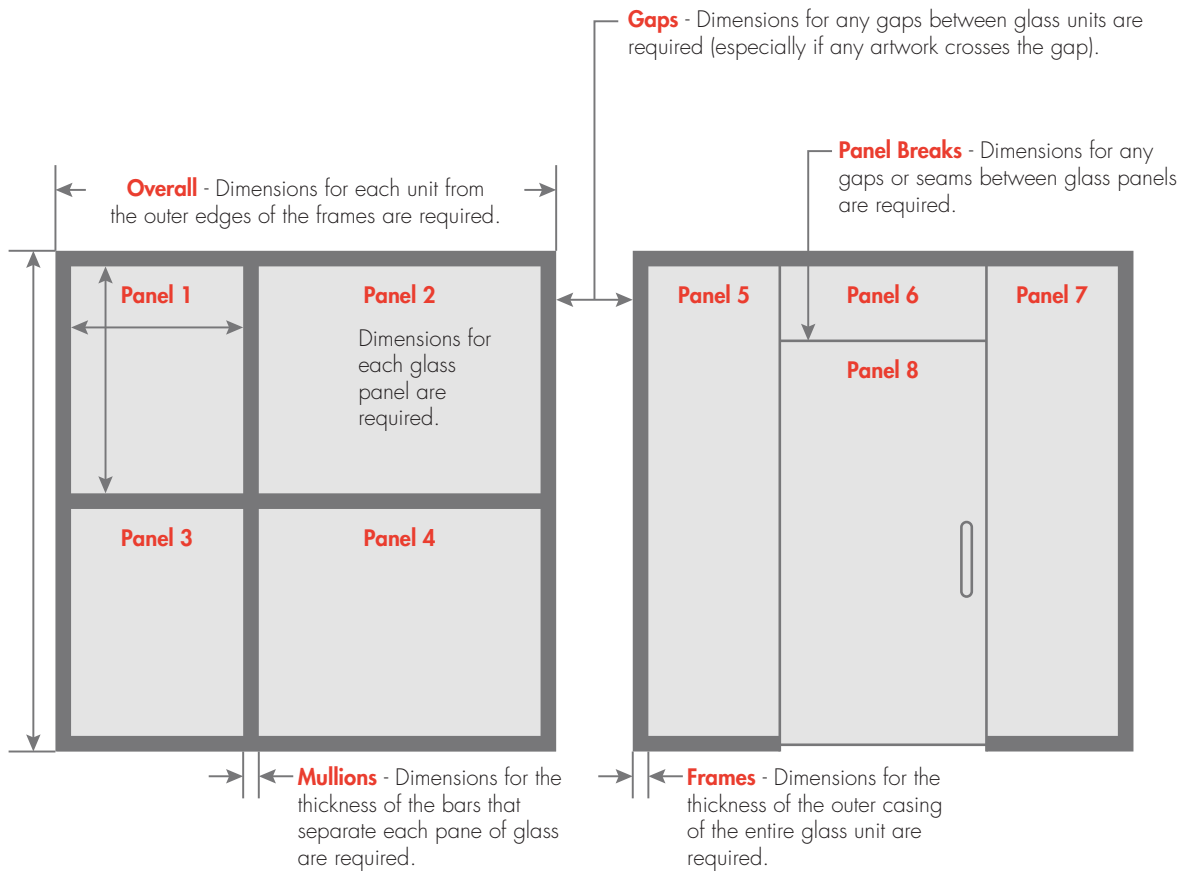 Gaps - Dimensions for any gaps between glass units are
required (especially if any artwork crosses the gap).
Panel Breaks - Dimensions for any
gaps or seams between glass panels
are required.
Overall - Dimensions for each unit from
the outer edges of the frames are required.
Panel 1
Panel 2
Dimensions for
each glass
panel are
required.
Panel 3
Panel 4
Panel 5
Panel 6
Panel 7
Panel 8
Mullions - Dimensions for the
thickness of the bars that
separate each pane of glass
are required.
Frames - Dimensions for the
thickness of the outer casing
of the entire glass unit are
required.